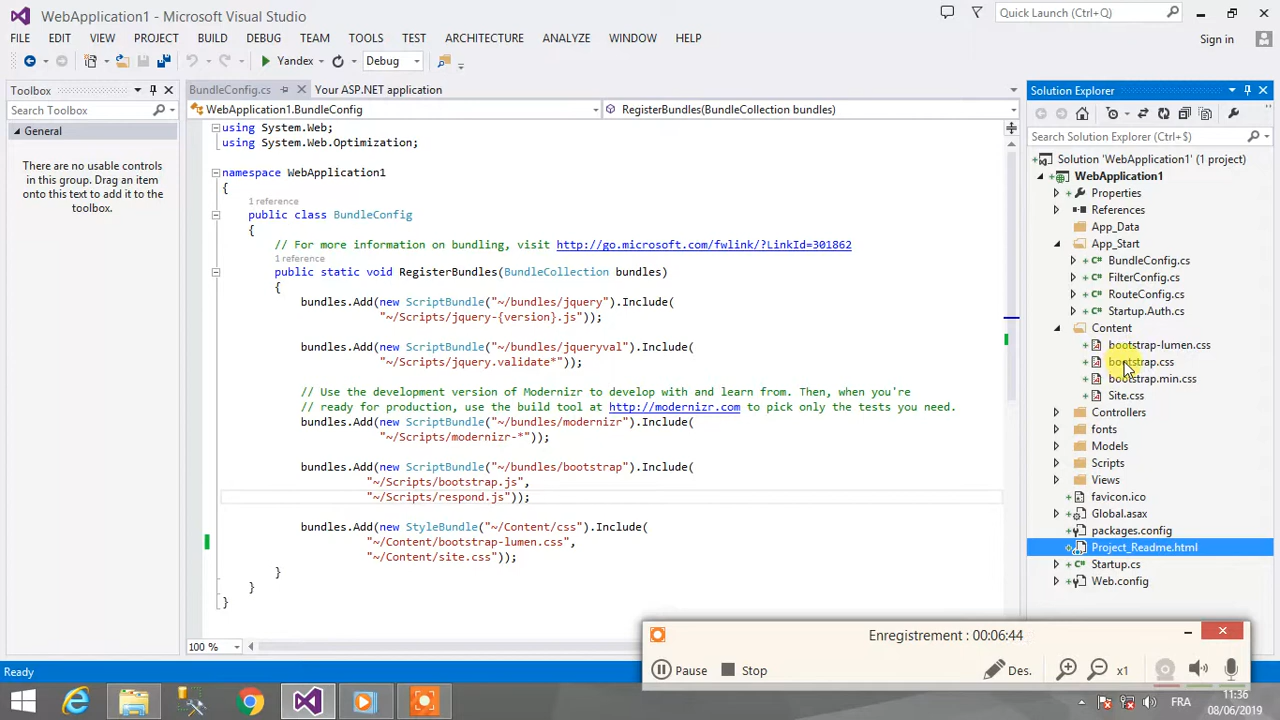 WebApplication1 - Microsoft Visual Studio
Quick Launch (Ctrl+Q)
FILE EDIT VIEW PROJECT BUILD DEBUG TEAM TOOLS TEST ARCHITECTURE ANALYZE WINDOW HELP
Sign in
Yandex Debug
Toolbox
Search Toolbox
General
There are no usable controls
in this group. Drag an item
onto this text to add it to the
toolbox.
BundleConfig.cs Your ASP.NET application
WebApplication1.BundleConfig RegisterBundles(BundleCollection bundles)
using System.Web;
using System.Web.Optimization;
namespace WebApplication1
{
1 reference
public class BundleConfig
{
// For more information on bundling, visit http://go.microsoft.com/fwlink/?LinkId=301862
1 reference
public static void RegisterBundles(BundleCollection bundles)
{
bundles.Add(new ScriptBundle("~/bundles/jquery").Include(
"~/Scripts/jquery-{version}.js"));
bundles.Add(new ScriptBundle("~/bundles/jqueryval").Include(
"~/Scripts/jquery.validate*"));
// Use the development version of Modernizr to develop with and learn from. Then, when you're
// ready for production, use the build tool at http://modernizr.com to pick only the tests you need.
bundles.Add(new ScriptBundle("~/bundles/modernizr").Include(
"~/Scripts/modernizr-*"));
bundles.Add(new ScriptBundle("~/bundles/bootstrap").Include(
"~/Scripts/bootstrap.js",
"~/Scripts/respond.js"));
bundles.Add(new StyleBundle("~/Content/css").Include(
"~/Content/bootstrap-lumen.css",
"~/Content/site.css"));
}
}
}
100 %
Solution Explorer
Search Solution Explorer (Ctrl+$)
Solution 'WebApplication1' (1 project)
WebApplication1
Properties
References
App_Data
App_Start
BundleConfig.cs
FilterConfig.cs
RouteConfig.cs
Startup.Auth.cs
Content
bootstrap-lumen.css
bootstrap.css
bootstrap.min.css
Site.css
Controllers
fonts
Models
Scripts
Views
favicon.ico
Global.asax
packages.config
Project_Readme.html
Startup.cs
Web.config
Enregistrement : 00:06:44
Pause Stop Des. x1
Ready
FRA
11:36
08/06/2019